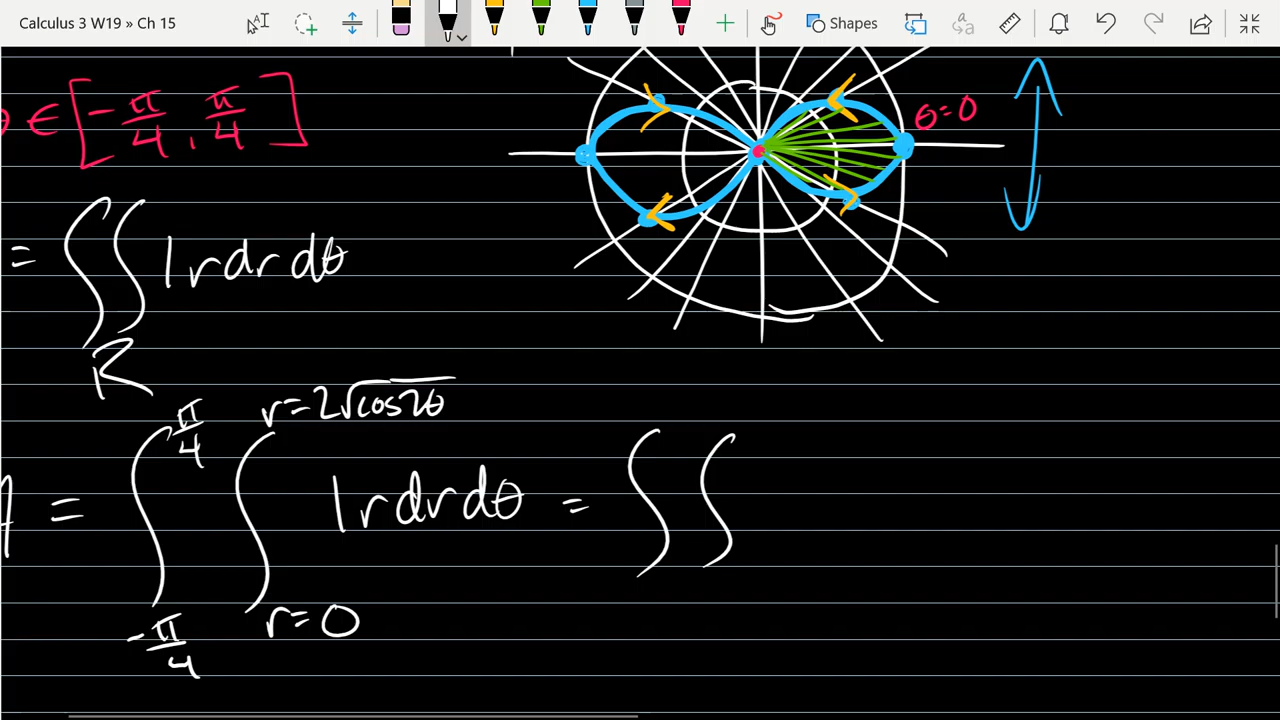 Calculus 3 W19 » Ch 15
Shapes
θ ∈ [-π/4, π/4]
θ=0
= ∬_R 1 r dr dθ
= ∫_{-π/4}^{π/4} ∫_{r=0}^{r=2√cos2θ} 1 r dr dθ = ∫∫